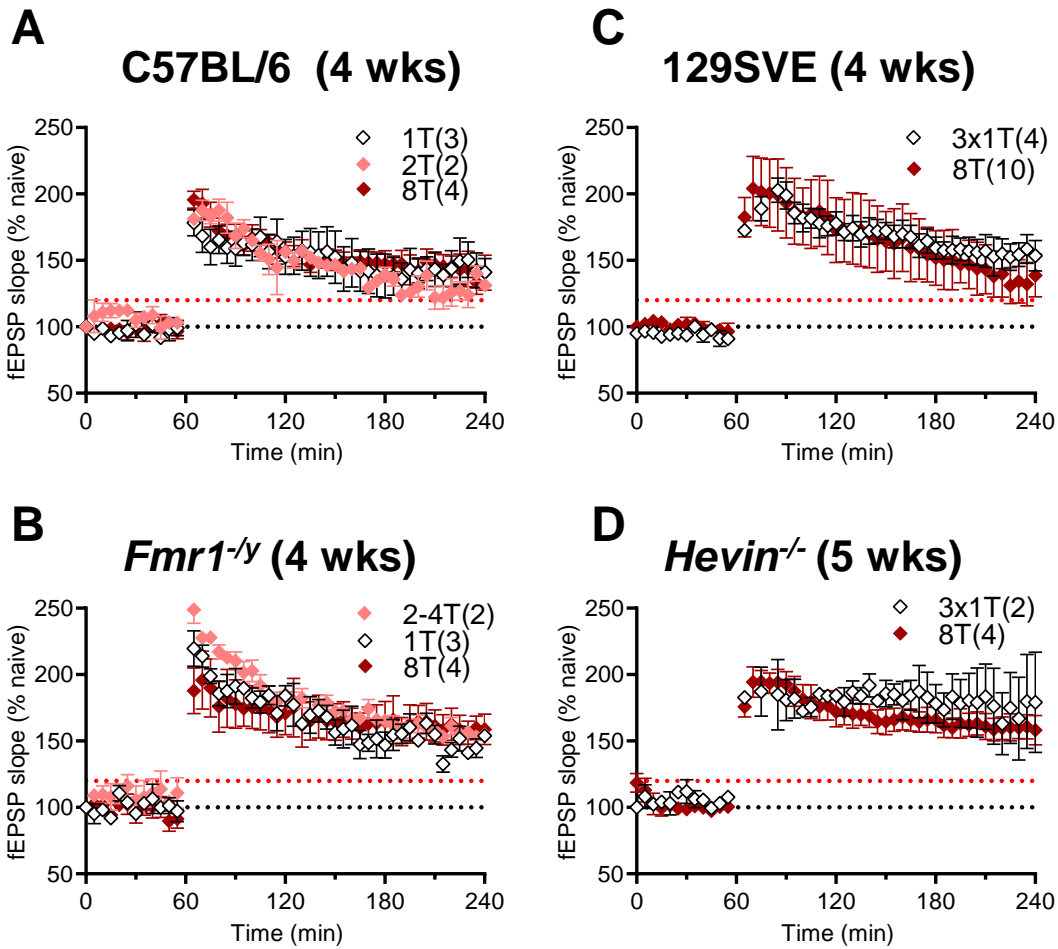 A
C57BL/6 (4 wks)
250
200
150
100
50
fEPSP slope (% naive)
1T(3)
2T(2)
8T(4)
0 60 120 180 240
Time (min)
C
129SVE (4 wks)
250
200
150
100
50
fEPSP slope (% naive)
3x1T(4)
8T(10)
0 60 120 180 240
Time (min)
B
Fmr1-/y (4 wks)
250
200
150
100
50
fEPSP slope (% naive)
2-4T(2)
1T(3)
8T(4)
0 60 120 180 240
Time (min)
D
Hevin-/- (5 wks)
250
200
150
100
50
fEPSP slope (% naive)
3x1T(2)
8T(4)
0 60 120 180 240
Time (min)